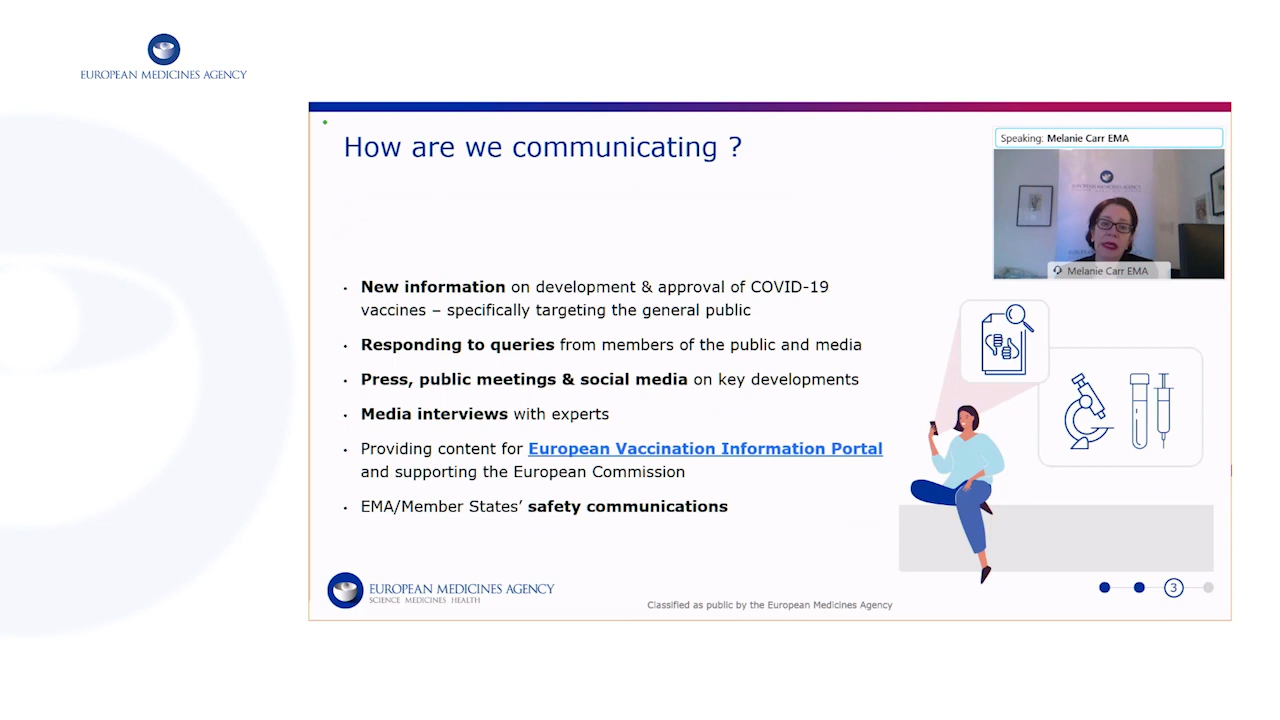 EUROPEAN MEDICINES AGENCY
How are we communicating ?
Speaking: Melanie Carr EMA
EUROPEAN MEDICINES AGENCY
Melanie Carr EMA
• New information on development & approval of COVID-19
vaccines – specifically targeting the general public
• Responding to queries from members of the public and media
• Press, public meetings & social media on key developments
• Media interviews with experts
• Providing content for European Vaccination Information Portal
and supporting the European Commission
• EMA/Member States’ safety communications
EUROPEAN MEDICINES AGENCY
SCIENCE MEDICINES HEALTH
Classified as public by the European Medicines Agency
3